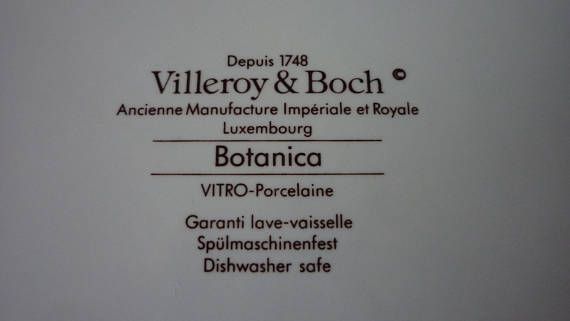 Depuis 1748
Villeroy & Boch ©
Ancienne Manufacture Impériale et Royale
Luxembourg
Botanica
VITRO-Porcelaine
Garanti lave-vaisselle
Spülmaschinenfest
Dishwasher safe